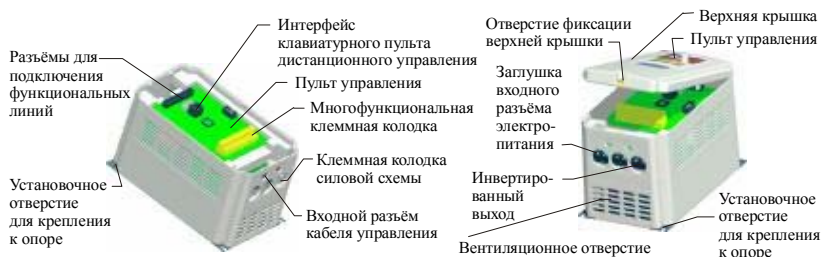 Интерфейс
клавиатурного пульта
дистанционного управления
Разъёмы для
подключения
функциональных
линий
Пульт управления
Многофункциональная
клеммная колодка
Клеммная колодка
силовой схемы
Установочное
отверстие
для крепления
к опоре
Входной разъём
кабеля управления
Отверстие фиксации
верхней крышки
Верхняя крышка
Пульт управления
Заглушка
входного
разъёма
электро-
питания
Инвертиро-
ванный
выход
Вентиляционное отверстие
Установочное
отверстие
для крепления
к опоре